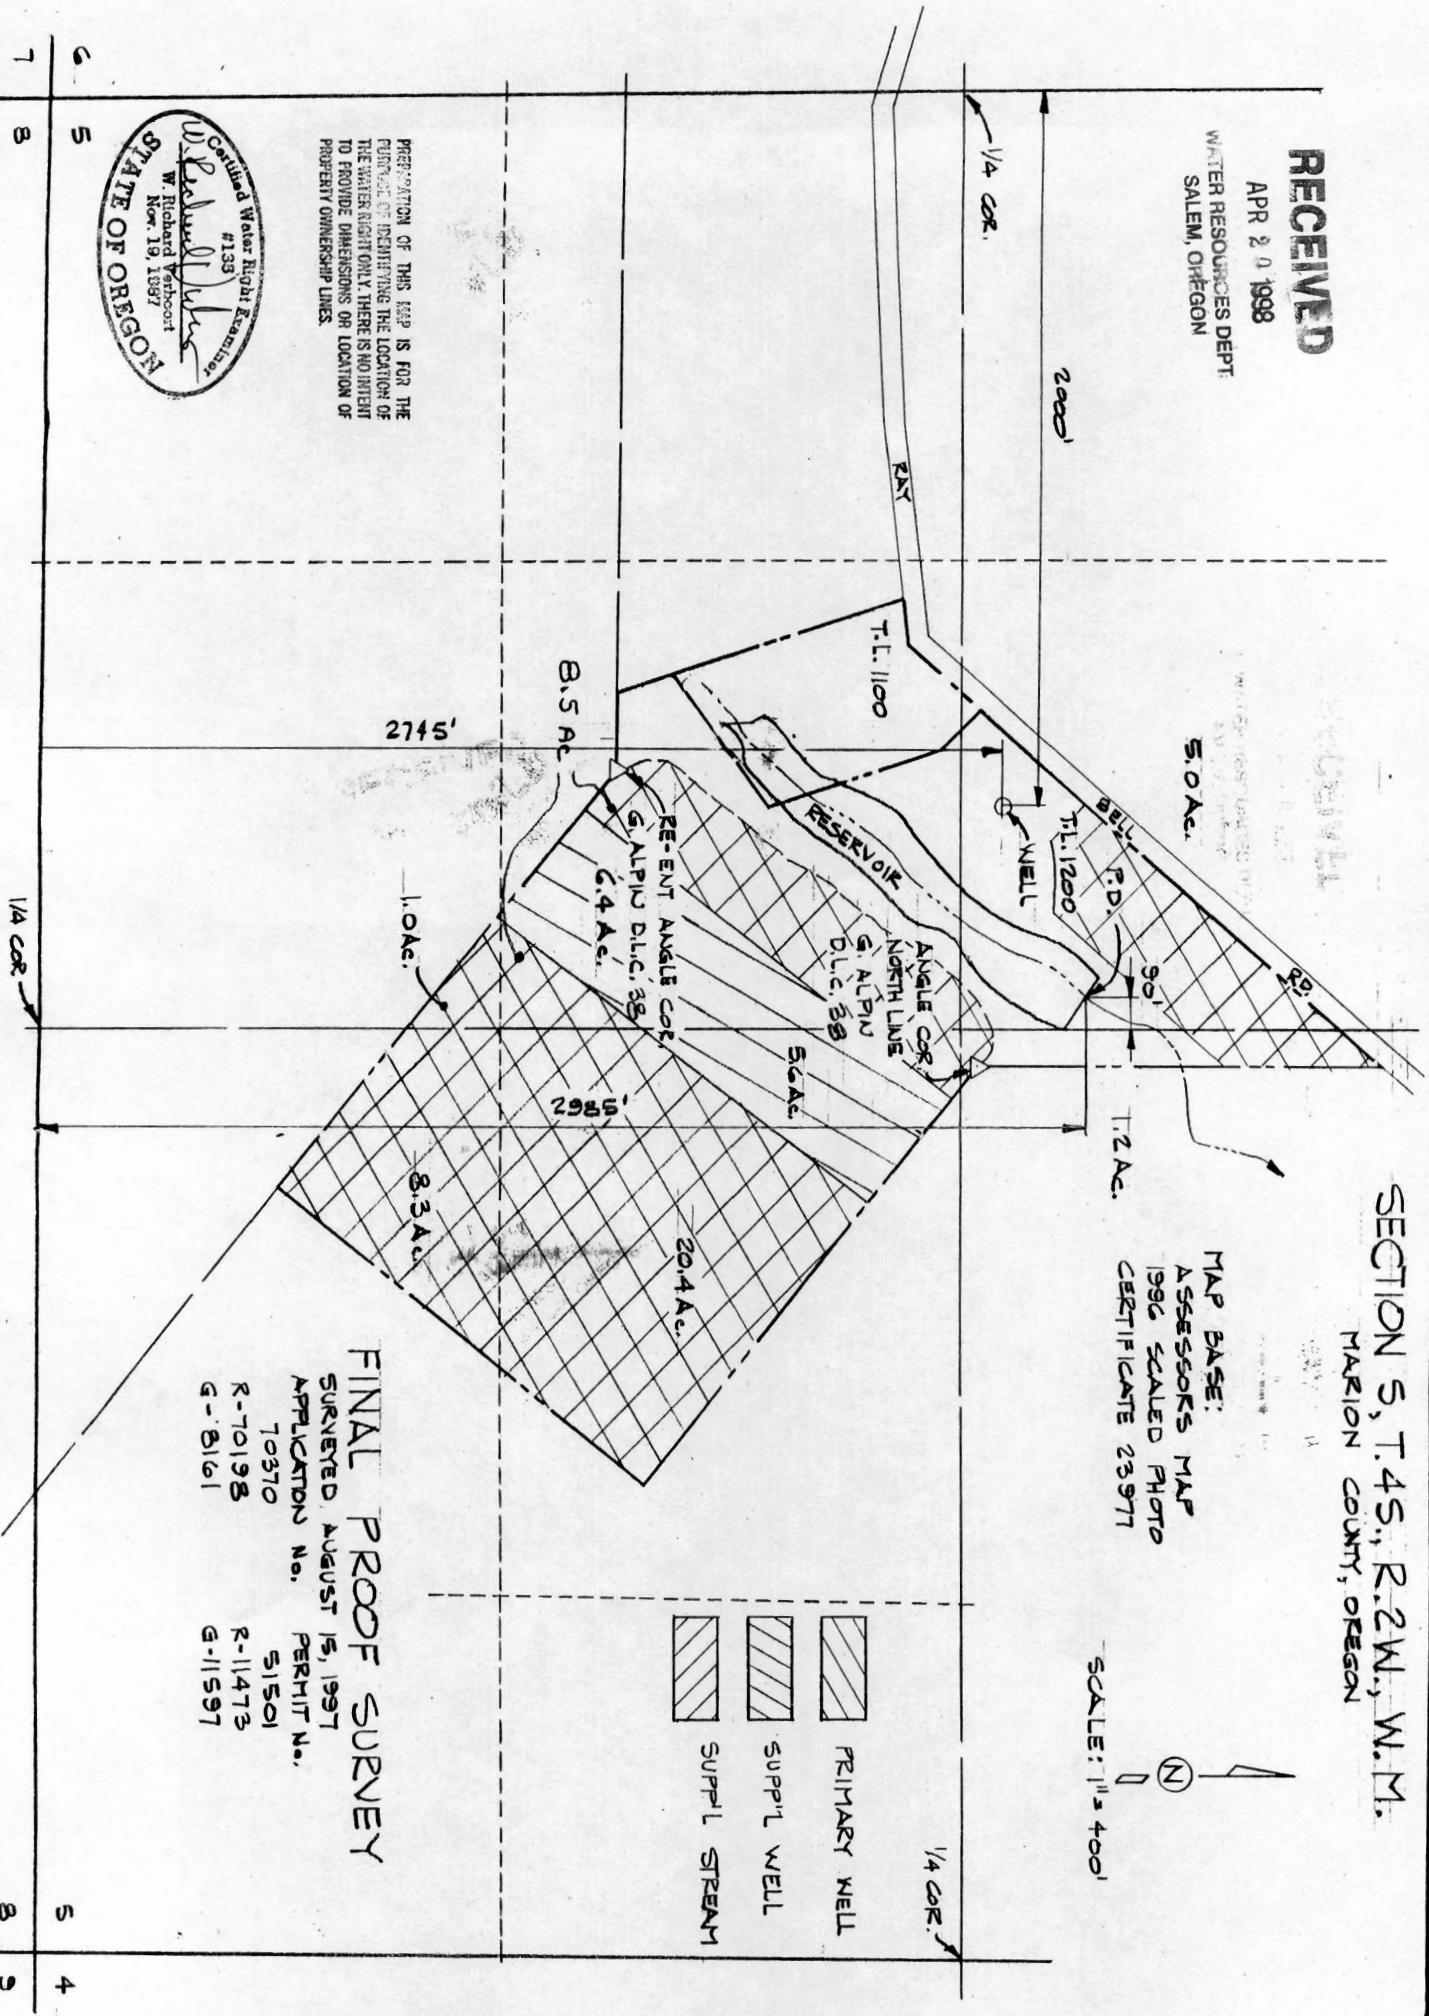 RECEIVED
APR 20 1998
WATER RESOURCES DEPT.
SALEM, OREGON
SECTION 5, T.4S., R.2W., W.M.
MARION COUNTY, OREGON
SCALE: 1"=400'
N
MAP BASE:
ASSESSORS MAP
1996 SCALED PHOTO
CERTIFICATE 23977
1/4 COR.
2000'
5.0 Ac.
RAY
BELL
RD.
T.L. 1100
T.L. 1200
P.D.
90'
7.2 Ac.
WELL
RESERVOIR
ANGLE COR.
NORTH LINE
G. ALPIN
D.L.C. 38
RE-ENT ANGLE COR.
G. ALPIN D.L.C. 38
8.5 Ac.
6.4 Ac.
5.6 Ac.
2745'
2985'
1.0 Ac.
8.3 Ac.
20.4 Ac.
1/4 COR.
PRIMARY WELL
SUPP'L WELL
SUPP'L STREAM
PREPARATION OF THIS MAP IS FOR THE
PURPOSE OF IDENTIFYING THE LOCATION OF
THE WATER RIGHT ONLY. THERE IS NO INTENT
TO PROVIDE DIMENSIONS OR LOCATION OF
PROPERTY OWNERSHIP LINES.
Certified Water Right Examiner
#133
W. Richard Verboort
Nov. 19, 1987
STATE OF OREGON
FINAL PROOF SURVEY
SURVEYED AUGUST 15, 1997
APPLICATION No. PERMIT No.
70370 51501
R-70198 R-11473
G-8161 G-11597
6 5
7 8
1/4 COR
5 4
8 9